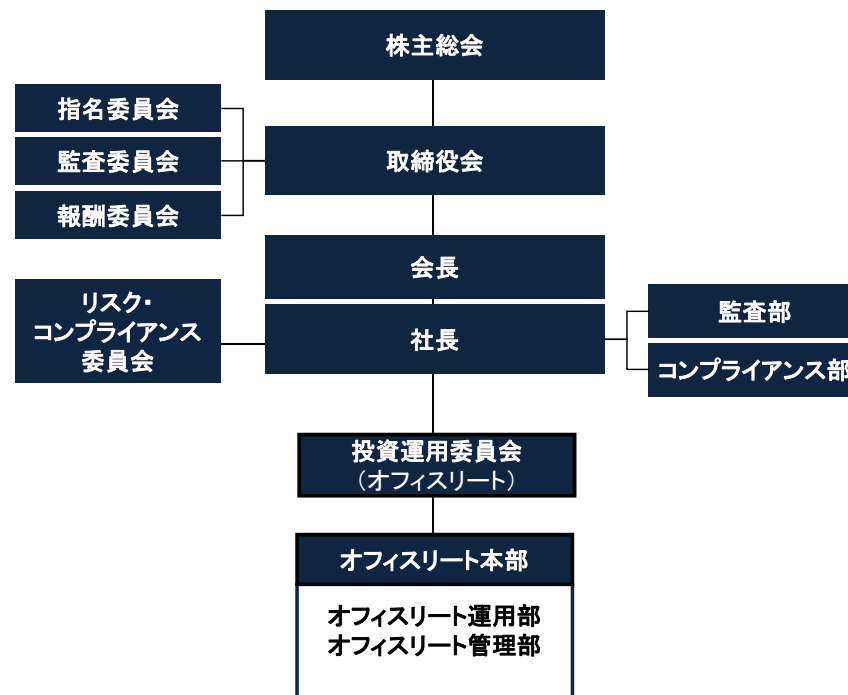 株主総会
指名委員会
監査委員会
報酬委員会
取締役会
会長
リスク・
コンプライアンス
委員会
社長
監査部
コンプライアンス部
投資運用委員会
（オフィスリート）
オフィスリート本部
オフィスリート運用部
オフィスリート管理部